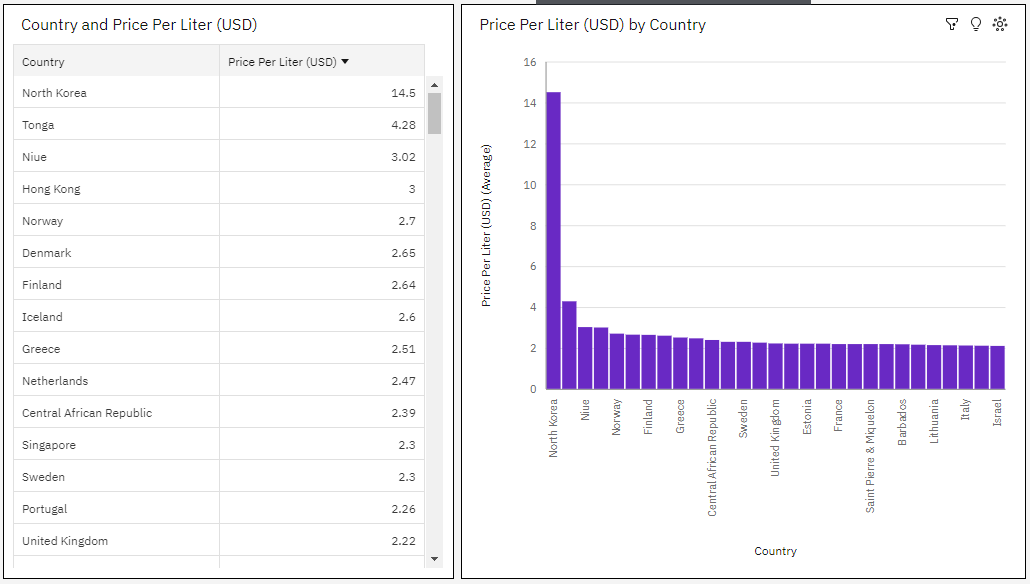 Country and Price Per Liter (USD)
Country Price Per Liter (USD) ▼
North Korea 14.5
Tonga 4.28
Niue 3.02
Hong Kong 3
Norway 2.7
Denmark 2.65
Finland 2.64
Iceland 2.6
Greece 2.51
Netherlands 2.47
Central African Republic 2.39
Singapore 2.3
Sweden 2.3
Portugal 2.26
United Kingdom 2.22
Price Per Liter (USD) by Country
Price Per Liter (USD) (Average)
16
14
12
10
8
6
4
2
0
North Korea
Niue
Norway
Finland
Greece
Central African Republic
Sweden
United Kingdom
Estonia
France
Saint Pierre & Miquelon
Barbados
Lithuania
Italy
Israel
Country